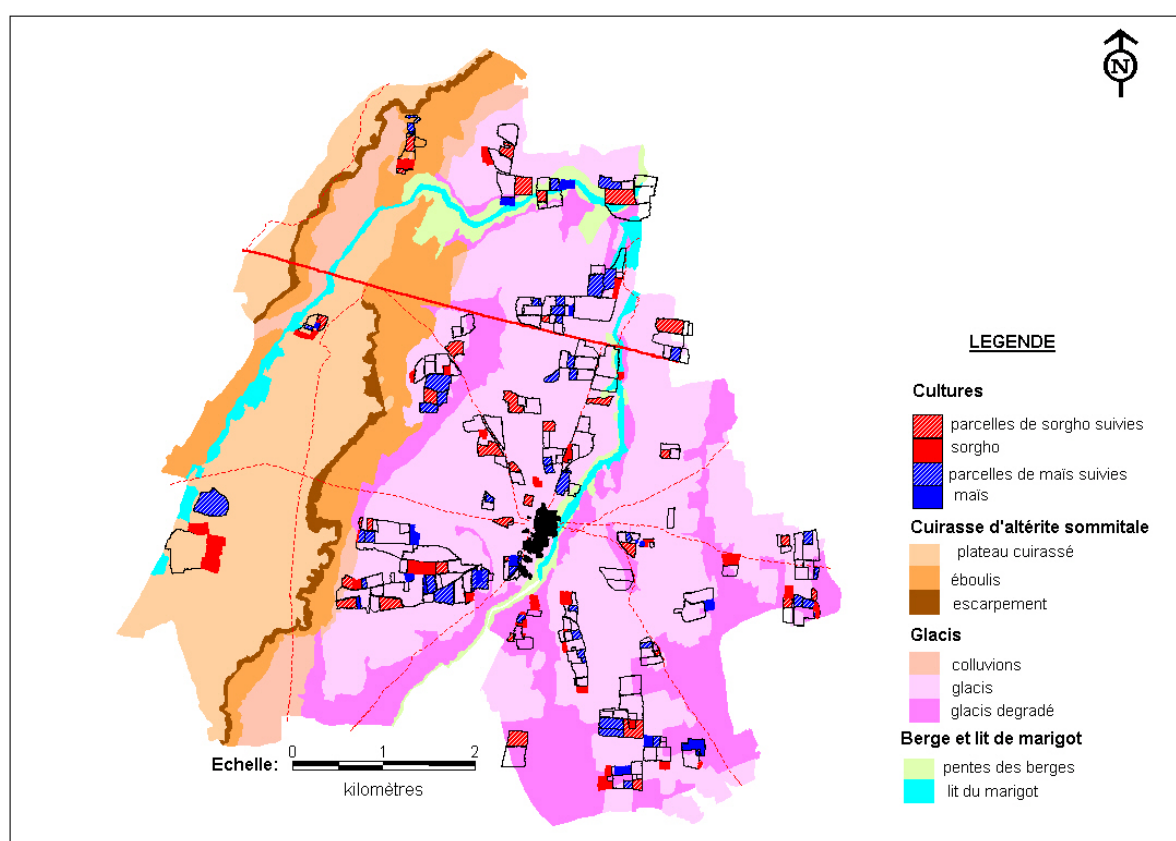 N
LEGENDE
Cultures
parcelles de sorgho suivies
sorgho
parcelles de maïs suivies
maïs
Cuirasse d'altérite sommitale
plateau cuirassé
éboulis
escarpement
Glacis
colluvions
glacis
glacis degradé
Berge et lit de marigot
pentes des berges
lit du marigot
0 1 2
Echelle:
kilomètres